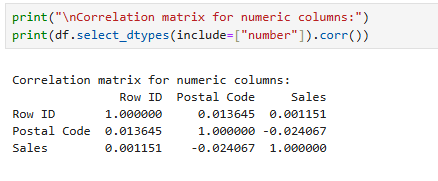 print("\nCorrelation matrix for numeric columns:")
print(df.select_dtypes(include=["number"]).corr())
Correlation matrix for numeric columns:
Row ID Postal Code Sales
Row ID 1.000000 0.013645 0.001151
Postal Code 0.013645 1.000000 -0.024067
Sales 0.001151 -0.024067 1.000000